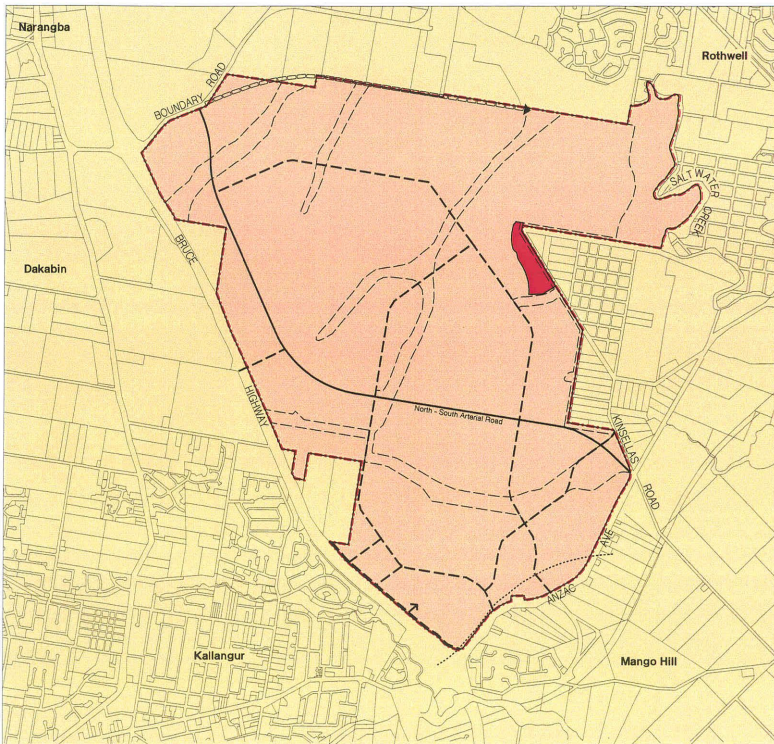 Narangba
Rothwell
BOUNDARY ROAD
SALT WATER CREEK
BRUCE
Dakabin
HIGHWAY
North - South Arterial Road
KINSELLAS ROAD
ANZAC AVE
Kallangur
Mango Hill